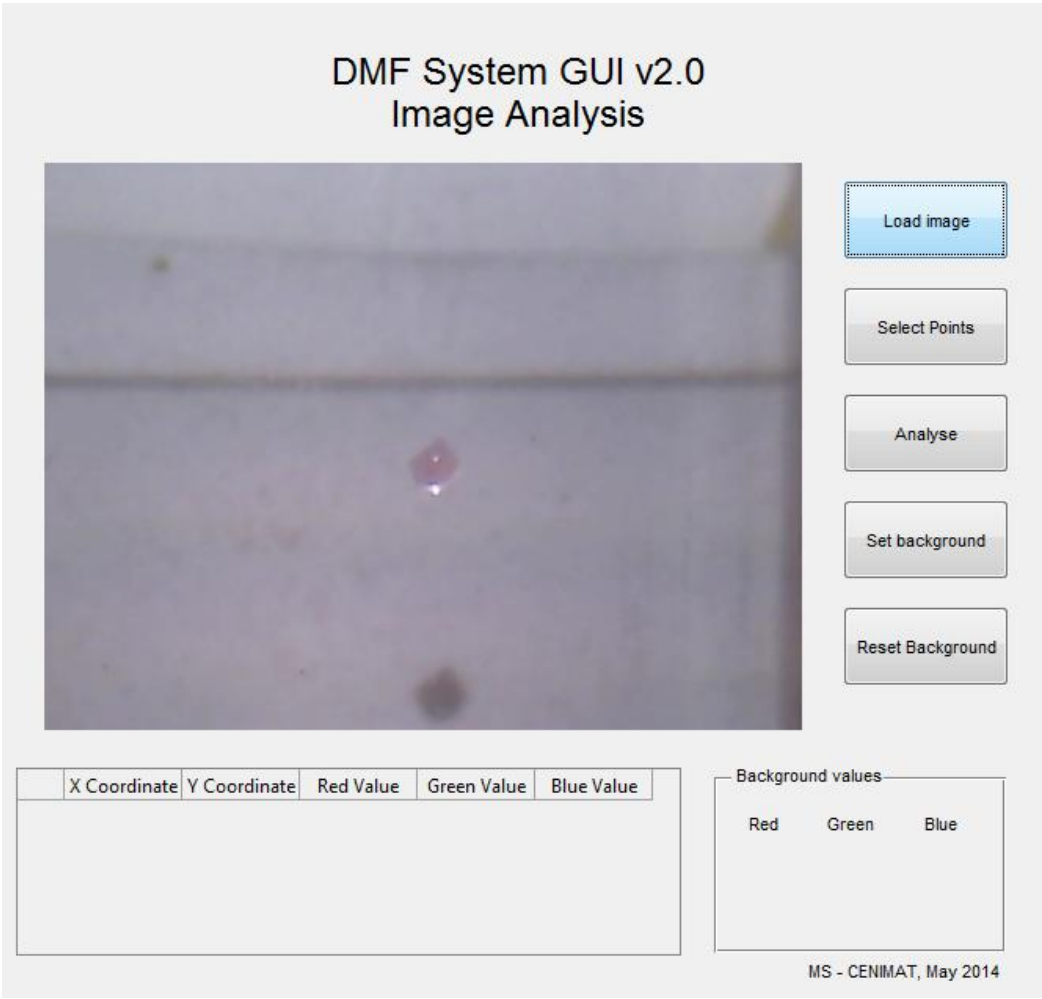 DMF System GUI v2.0
Image Analysis
Load image
Select Points
Analyse
Set background
Reset Background
X Coordinate Y Coordinate Red Value Green Value Blue Value
Background values
Red Green Blue
MS - CENIMAT, May 2014